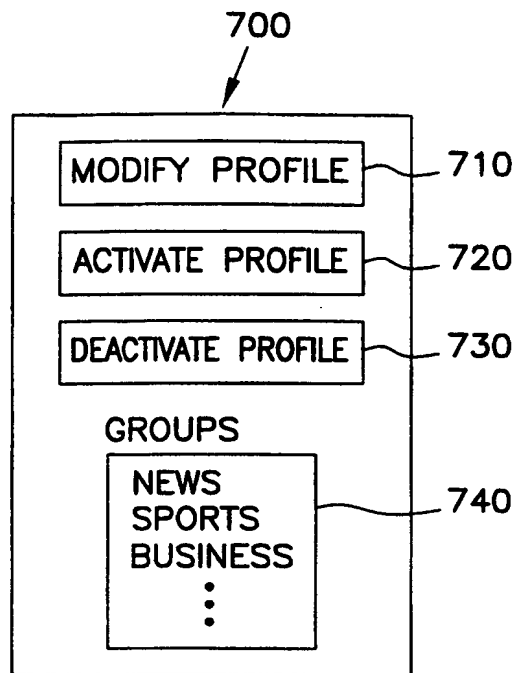 700
MODIFY PROFILE 710
ACTIVATE PROFILE 720
DEACTIVATE PROFILE 730
GROUPS
NEWS
SPORTS
BUSINESS
740